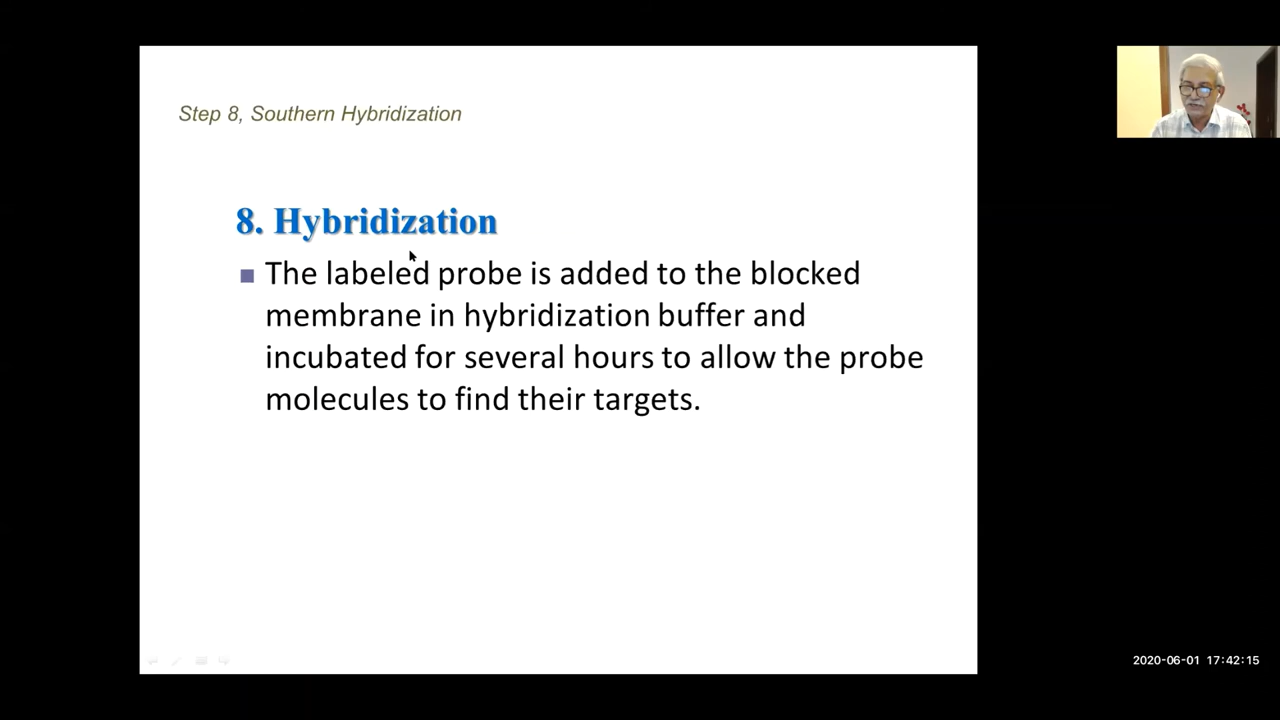 Step 8, Southern Hybridization
8. Hybridization
The labeled probe is added to the blocked
membrane in hybridization buffer and
incubated for several hours to allow the probe
molecules to find their targets.
2020-06-01 17:42:15